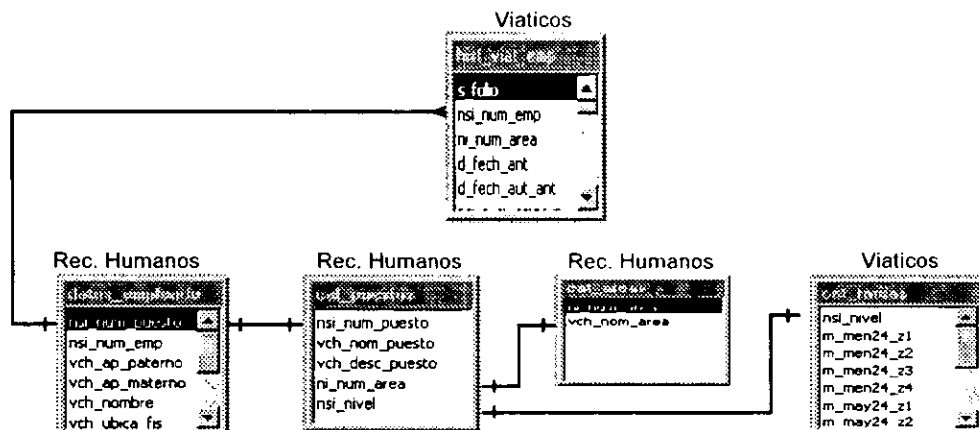 Viaticos
s_folio
nsi_num_emp
ni_num_area
d_fech_ant
d_fech_aut_ant
Rec. Humanos
nsi_num_puesto
nsi_num_emp
vch_ap_paterno
vch_ap_materno
vch_nombre
vch_ubica_fis
Rec. Humanos
nsi_num_puesto
vch_nom_puesto
vch_desc_puesto
ni_num_area
nsi_nivel
Rec. Humanos
vch_nom_area
Viaticos
nsi_nivel
m_men24_z1
m_men24_z2
m_men24_z3
m_men24_z4
m_may24_z1
m_may24_z2